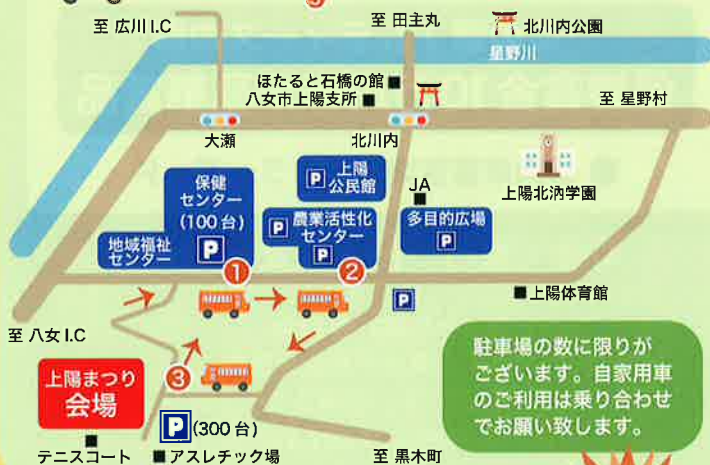 至 広川 I.C
至 田主丸
北川内公園
星野川
ほたると石橋の館
八女市上陽支所
至 星野村
大瀬
北川内
上陽北汭学園
保健
センター
(100台)
P
地域福祉
センター
P
上陽
公民館
P
農業活性化
センター
P
JA
多目的広場
P
1
2
P
上陽体育館
至 八女 I.C
3
上陽まつり
会場
P
(300台)
テニスコート
アスレチック場
至 黒木町
駐車場の数に限りが
ございます。自家用車
のご利用は乗り合わせ
でお願い致します。